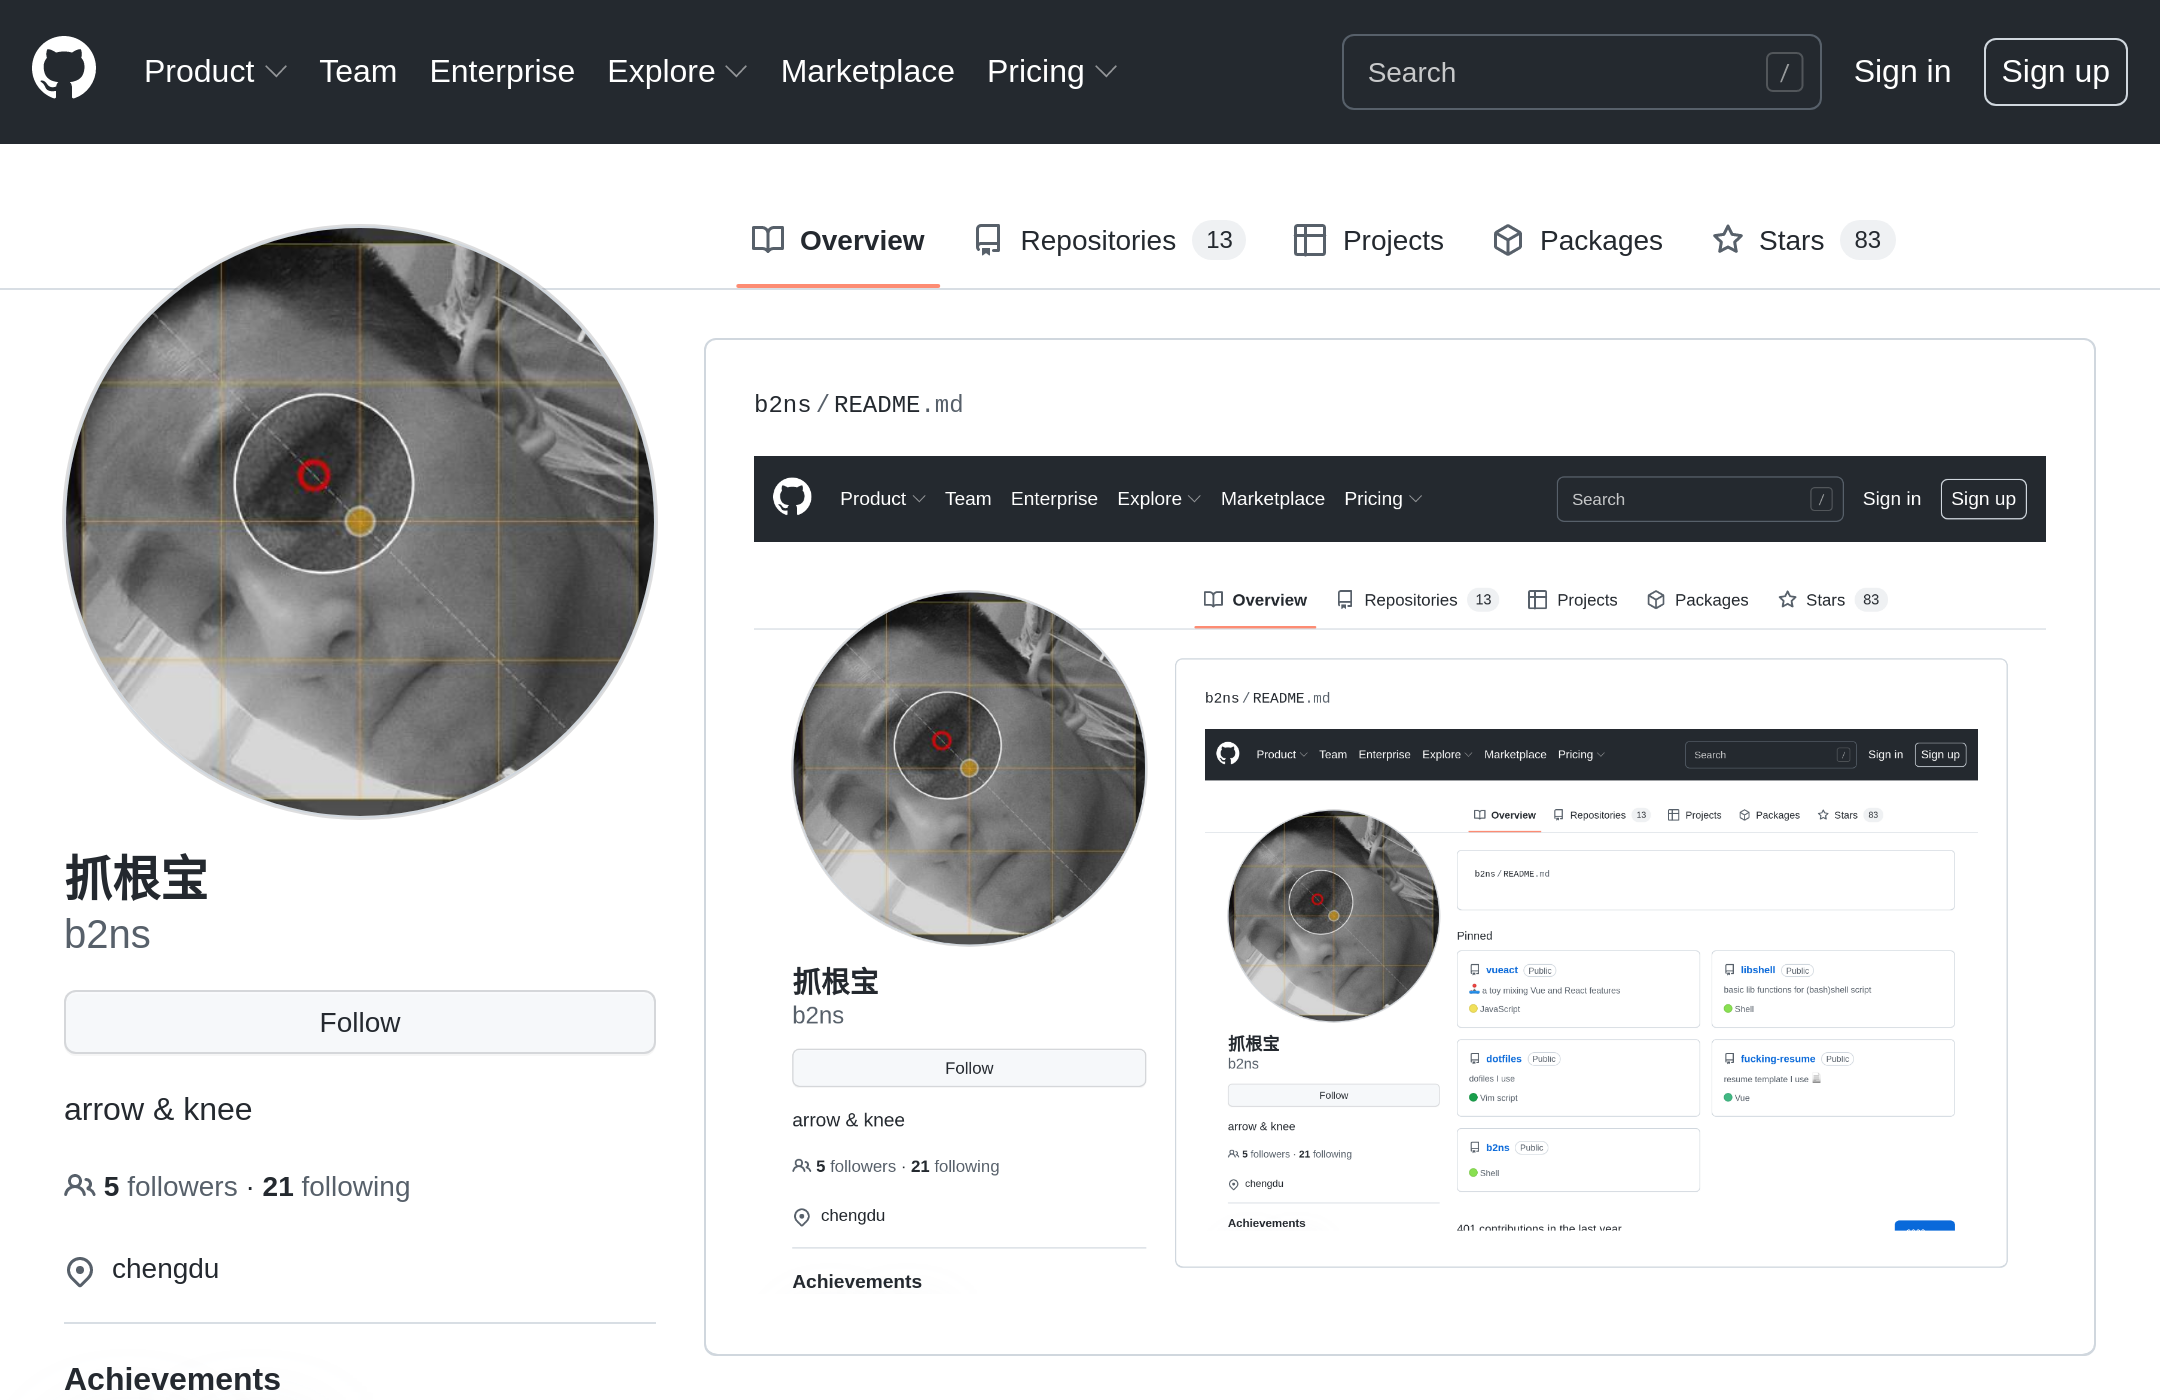 Product Team Enterprise Explore Marketplace Pricing Search / Sign in Sign up
Overview Repositories 13 Projects Packages Stars 83
抓根宝
b2ns
Follow
arrow & knee
5 followers · 21 following
chengdu
Achievements
b2ns/README.md
Product Team Enterprise Explore Marketplace Pricing Search / Sign in Sign up
Overview Repositories 13 Projects Packages Stars 83
抓根宝
b2ns
Follow
arrow & knee
5 followers · 21 following
chengdu
Achievements
b2ns/README.md
Product Team Enterprise Explore Marketplace Pricing Search / Sign in Sign up
Overview Repositories 13 Projects Packages Stars 83
抓根宝
b2ns
Follow
arrow & knee
5 followers · 21 following
chengdu
Achievements
b2ns/README.md
Pinned
vueact Public
a toy mixing Vue and React features
JavaScript
libshell Public
basic lib functions for (bash)shell script
Shell
dotfiles Public
dofiles I use
Vim script
fucking-resume Public
resume template I use
Vue
b2ns Public
Shell
401 contributions in the last year